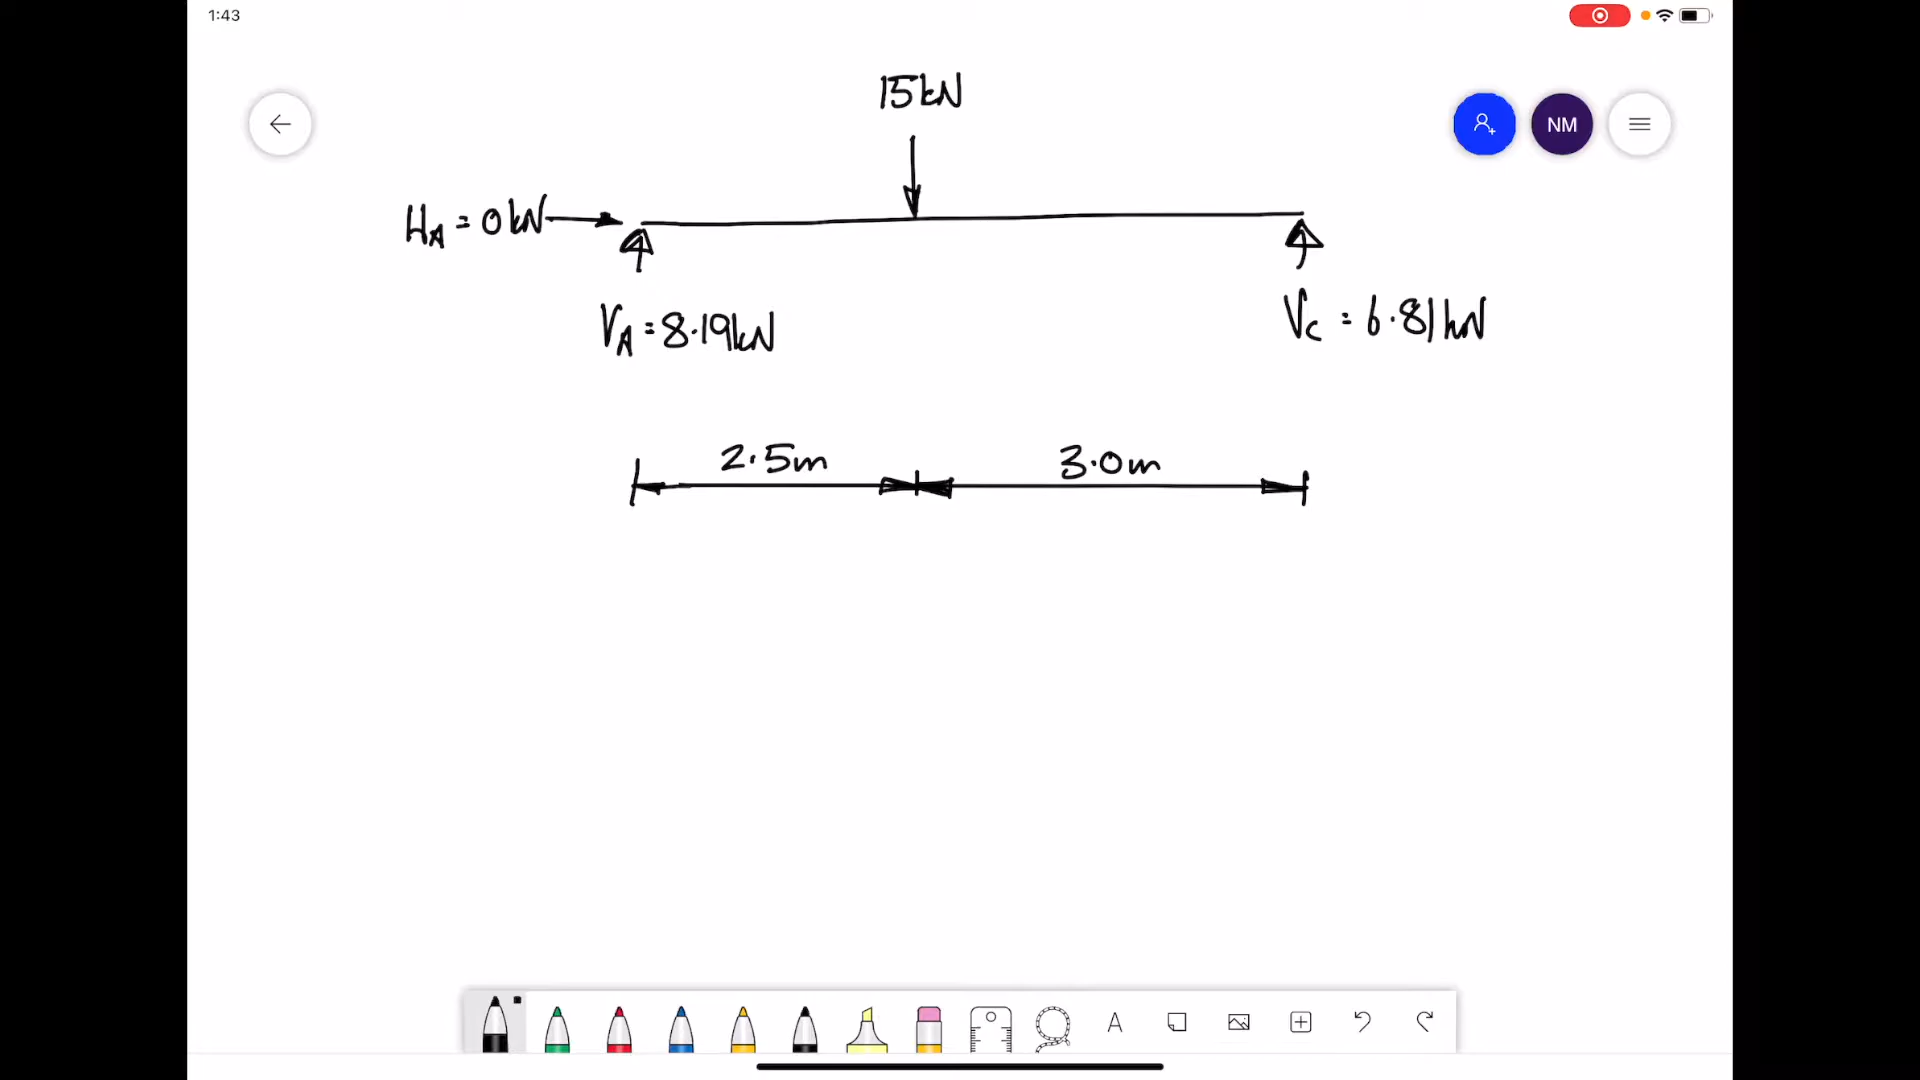 1:43
15kN
NM
HA = 0kN
VA = 8.19kN
VC = 6.81kN
2.5m
3.0m
A